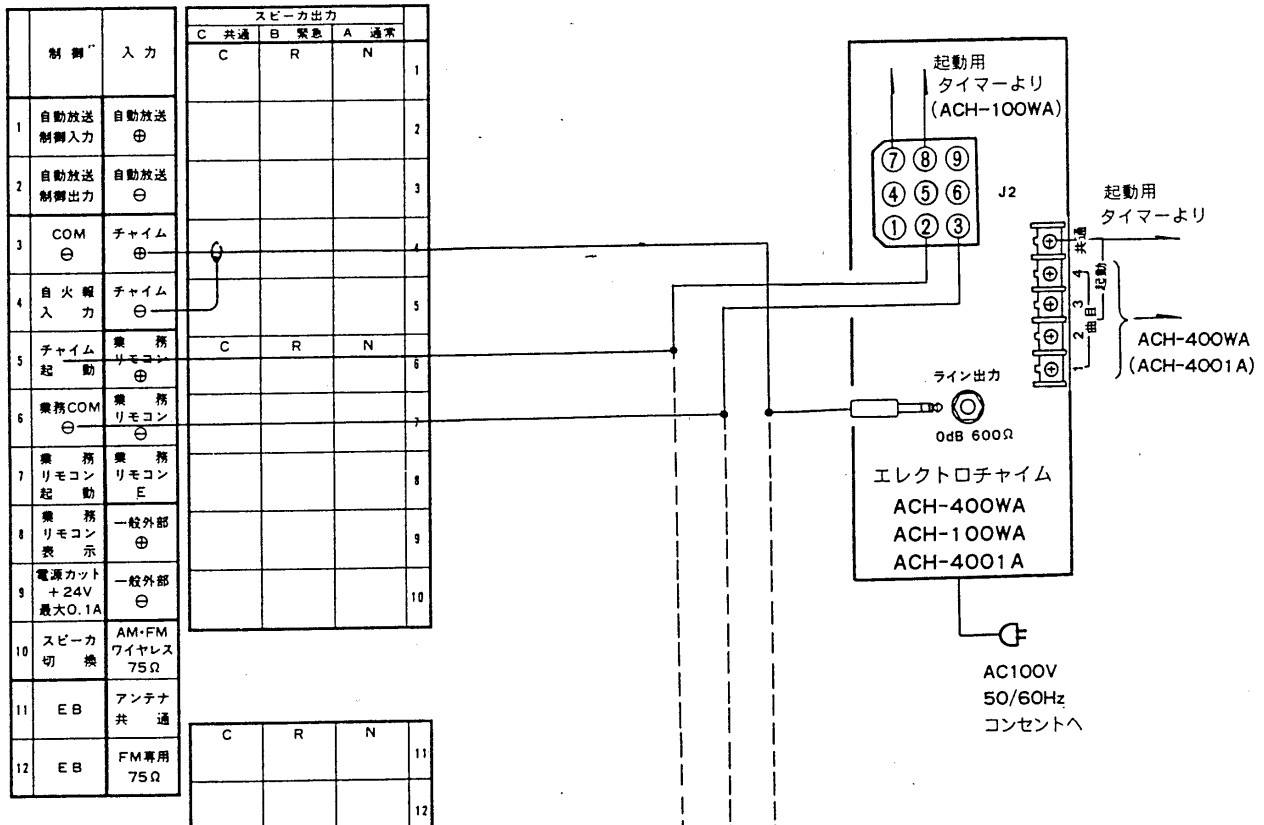 制御 入力
1 自動放送 自動放送
制御入力 ⊕
2 自動放送 自動放送
制御出力 ⊖
3 COM チャイム
⊖ ⊕
4 自火報 チャイム
入力 ⊖
5 チャイム 業務
起動 リモコン
⊕
6 業務COM 業務
⊖ リモコン
⊖
7 業務 業務
リモコン リモコン
起動 E
8 業務 一般外部
リモコン ⊕
表示
9 電源カット 一般外部
+24V ⊖
最大0.1A
10 スピーカ AM・FM
切換 ワイヤレス
75Ω
11 EB アンテナ
共通
12 EB FM専用
75Ω
スピーカ出力
C 共通 B 緊急 A 通常
C R N 1
2
3
4
5
C R N 6
7
8
9
10
C R N 11
12
起動用
タイマーより
(ACH-100WA)
⑦ ⑧ ⑨
④ ⑤ ⑥
① ② ③
J2
起動用
タイマーより
共通
4
3
2
1
曲目
起動
ACH-400WA
(ACH-4001A)
ライン出力
0dB 600Ω
エレクトロチャイム
ACH-400WA
ACH-100WA
ACH-4001A
AC100V
50/60Hz
コンセントへ